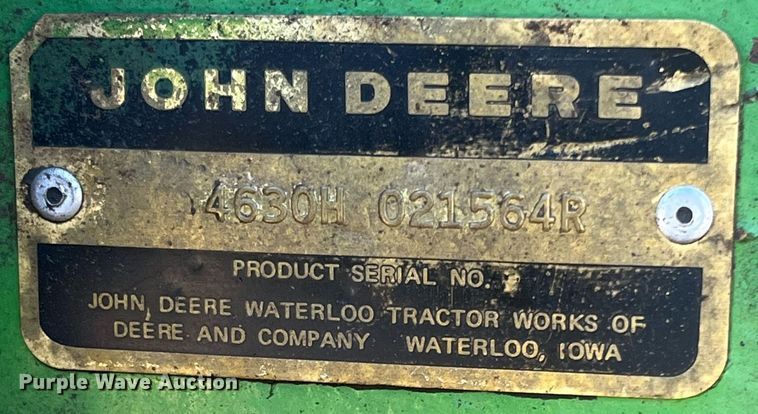 JOHN DEERE
4630H 021564R
PRODUCT SERIAL NO.
JOHN DEERE WATERLOO TRACTOR WORKS OF
DEERE AND COMPANY WATERLOO, IOWA
Purple Wave Auction